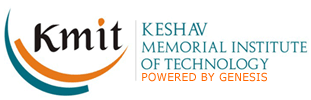 Kmit
KESHAV
MEMORIAL INSTITUTE
OF TECHNOLOGY
POWERED BY GENESIS